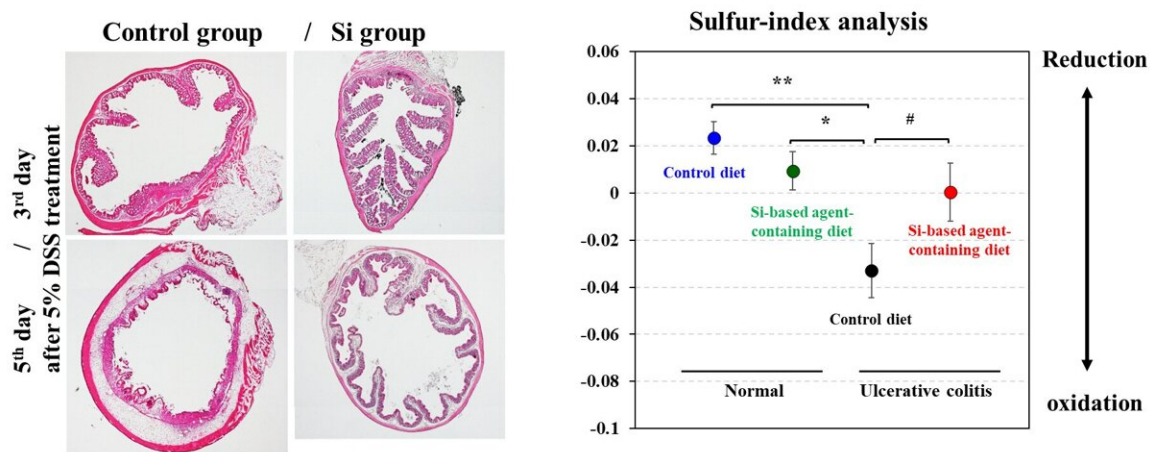 Control group / Si group
3rd day / 5th day
after 5% DSS treatment
Sulfur-index analysis
0.06
0.04
0.02
0
-0.02
-0.04
-0.06
-0.08
-0.1
**
*
#
Control diet
Si-based agent-
containing diet
Si-based agent-
containing diet
Control diet
Normal
Ulcerative colitis
Reduction
oxidation